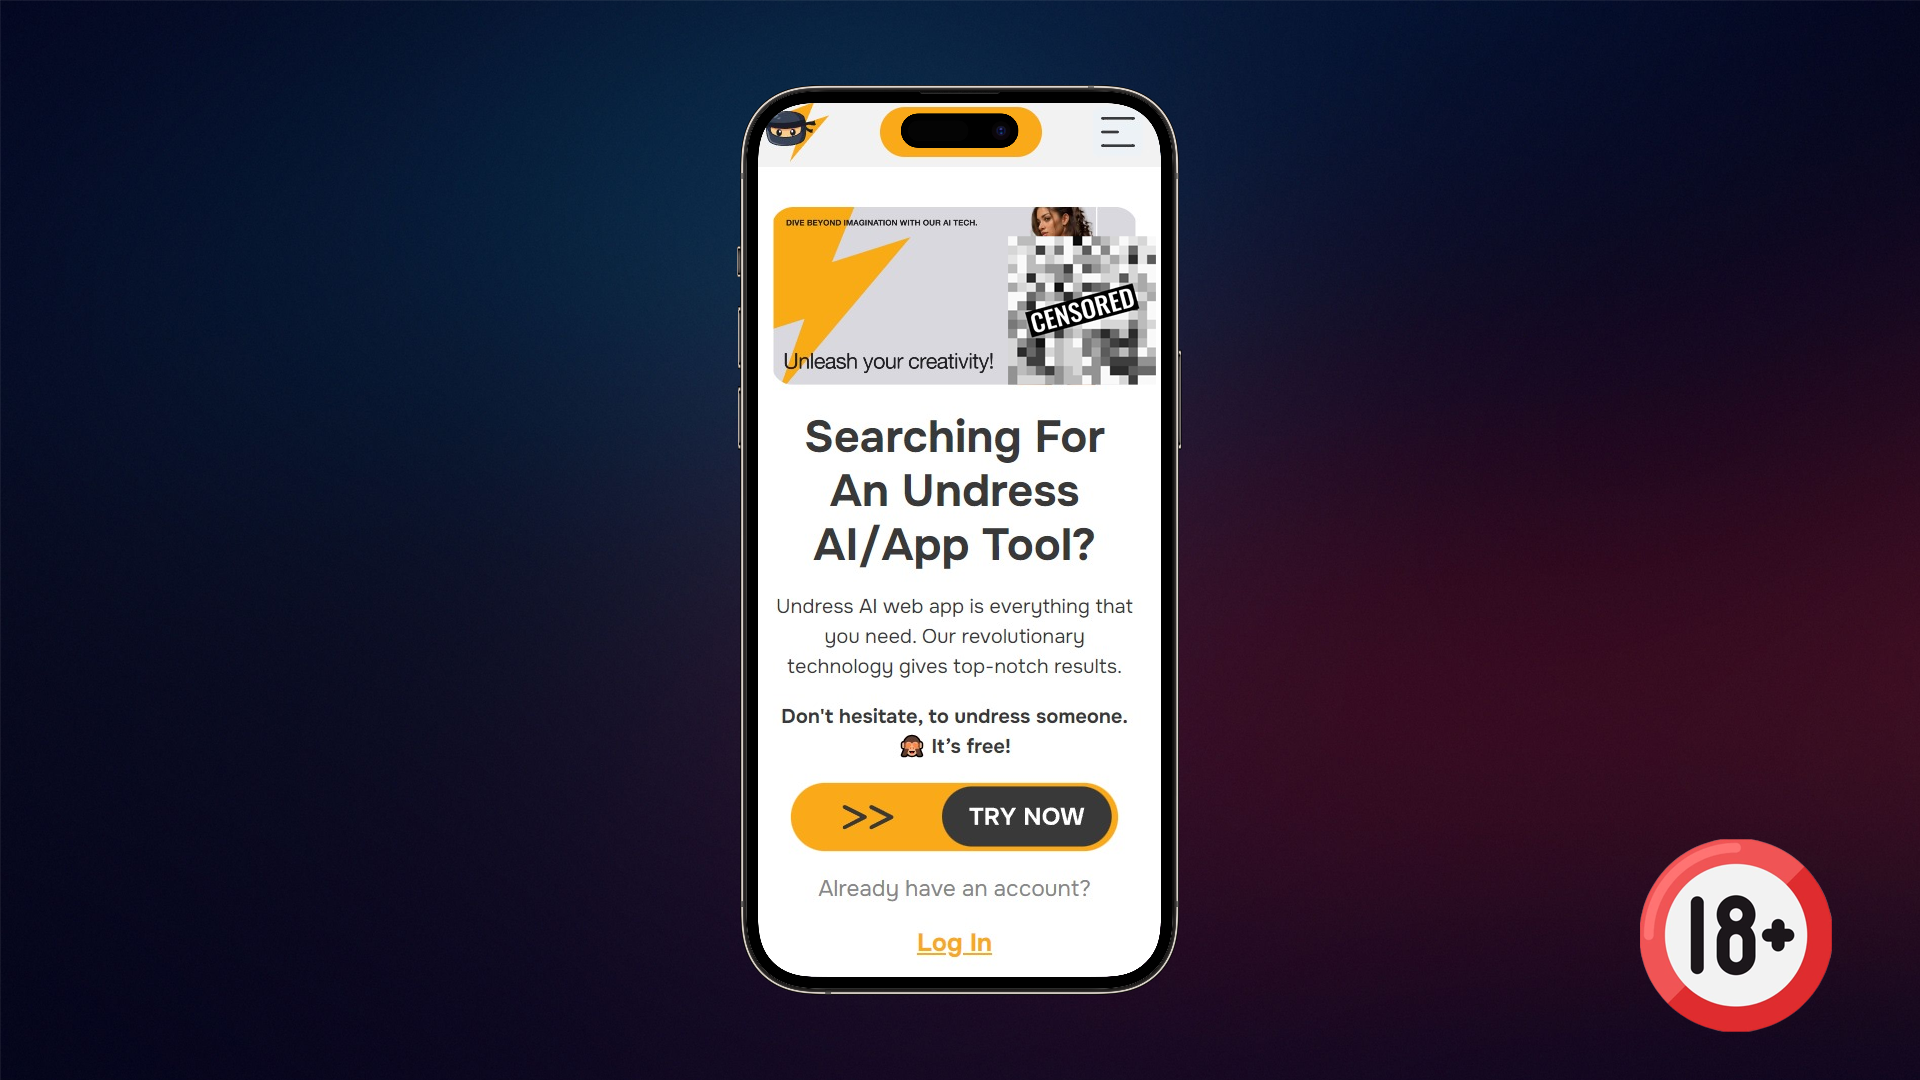 DIVE BEYOND IMAGINATION WITH OUR AI TECH.
CENSORED
Unleash your creativity!
Searching For
An Undress
AI/App Tool?
Undress AI web app is everything that
you need. Our revolutionary
technology gives top-notch results.
Don't hesitate, to undress someone.
🙈 It’s free!
>> TRY NOW
Already have an account?
Log In
18+